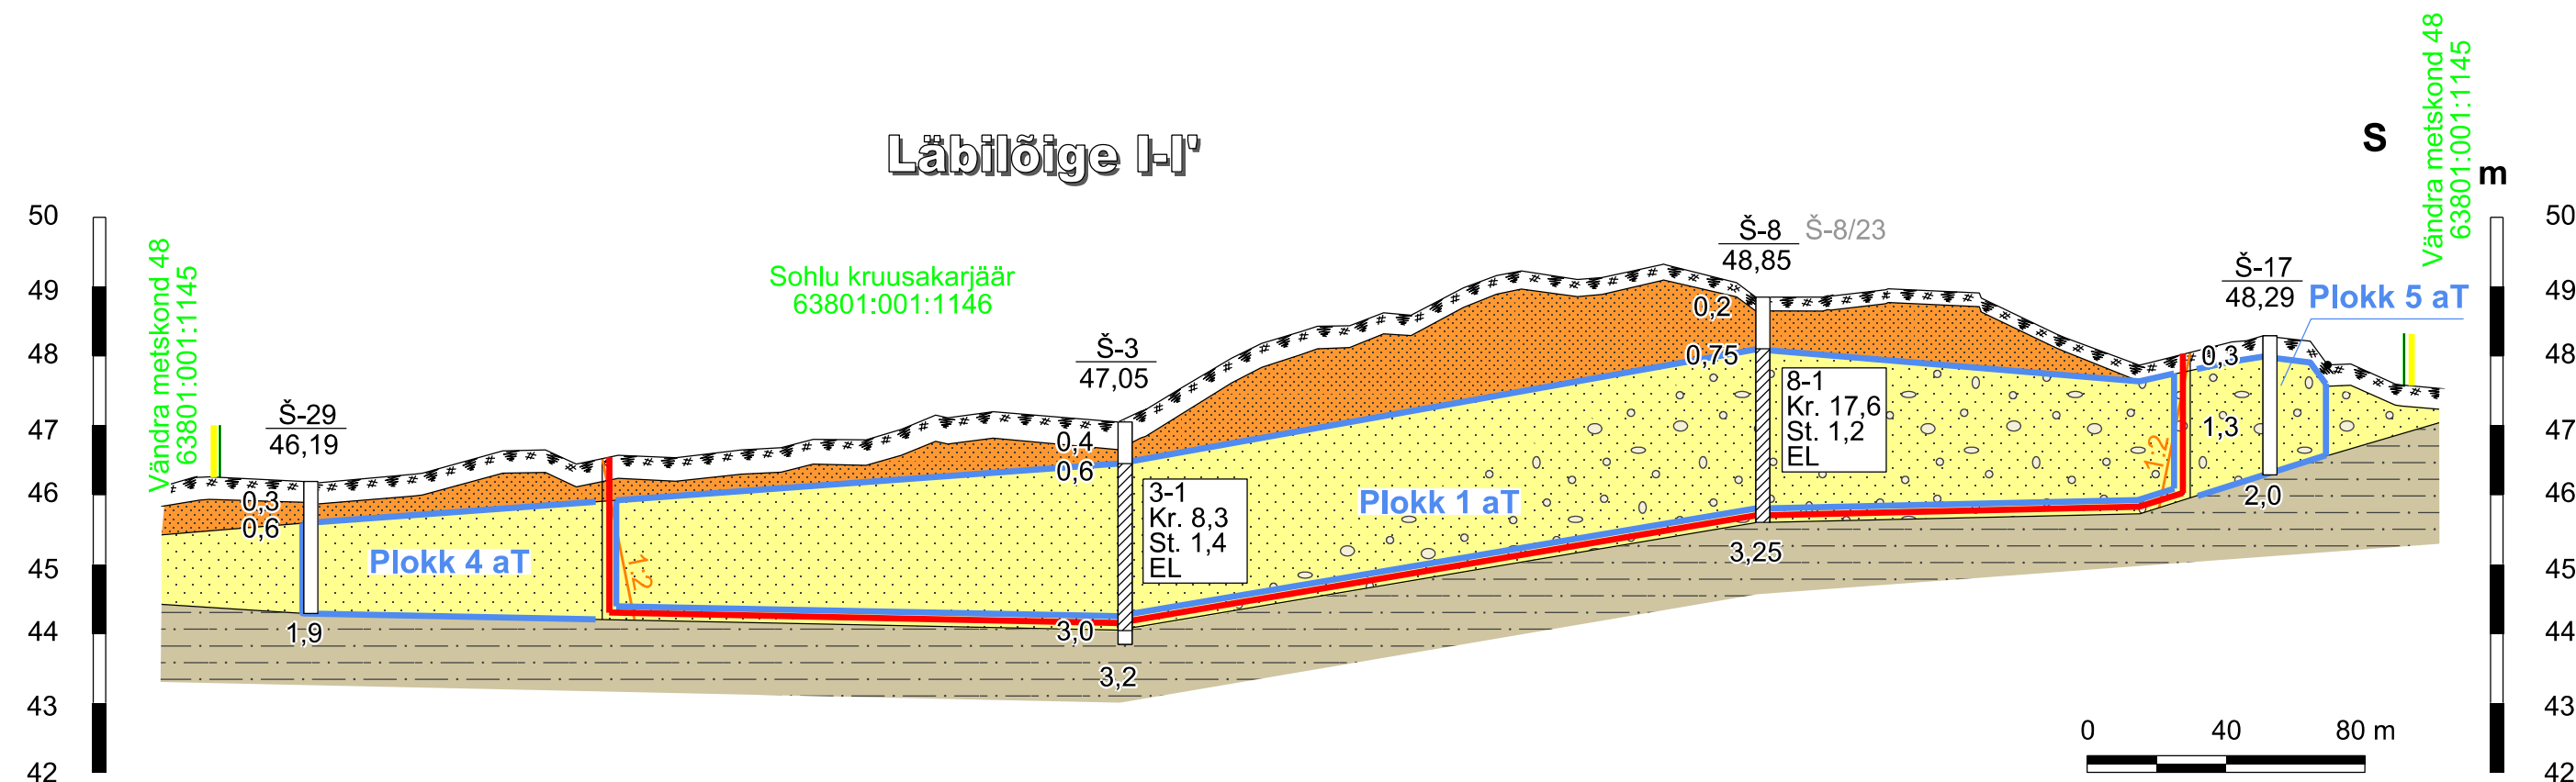 Läbilõige I-I'
S
m
50
49
48
47
46
45
44
43
42
Vändra metskond 48
63801:001:1145
Š-29
46,19
0,3
0,6
1,9
Plokk 4 aT
1:2
Sohlu kruusakarjäär
63801:001:1146
Š-3
47,05
0,4
0,6
3,0
3,2
3-1
Kr. 8,3
St. 1,4
EL
Plokk 1 aT
Š-8 Š-8/23
48,85
0,2
0,75
3,25
8-1
Kr. 17,6
St. 1,2
EL
1:2
Š-17
48,29
0,3
1,3
2,0
Plokk 5 aT
Vändra metskond 48
63801:001:1145
50
49
48
47
46
45
44
43
42
0 40 80 m